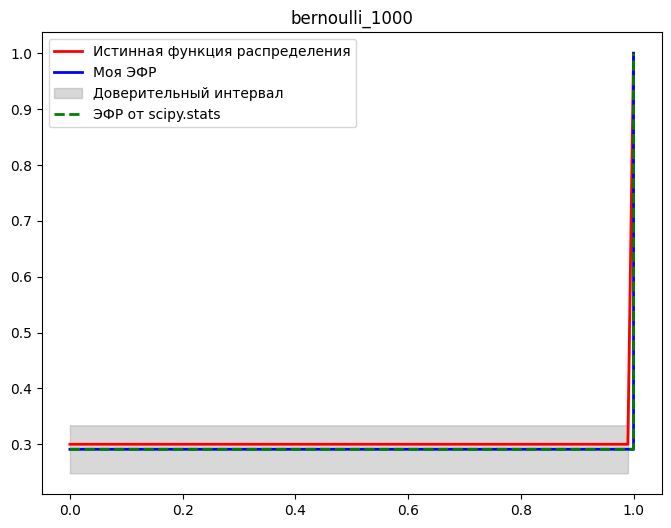 bernoulli_1000
Истинная функция распределения
Моя ЭФР
Доверительный интервал
ЭФР от scipy.stats
1.0
0.9
0.8
0.7
0.6
0.5
0.4
0.3
0.0 0.2 0.4 0.6 0.8 1.0